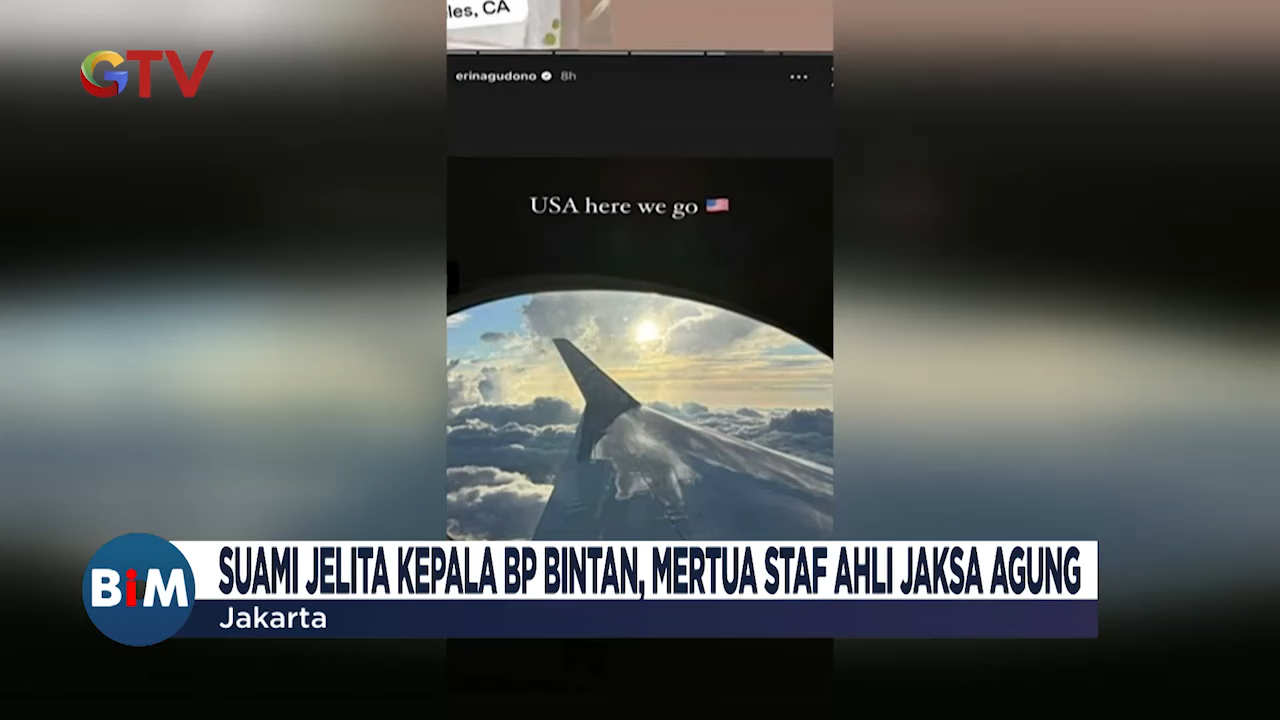 les, CA
GTV
erinagudono 8h
USA here we go 🇺🇸
SUAMI JELITA KEPALA BP BINTAN, MERTUA STAF AHLI JAKSA AGUNG
BiM
Jakarta